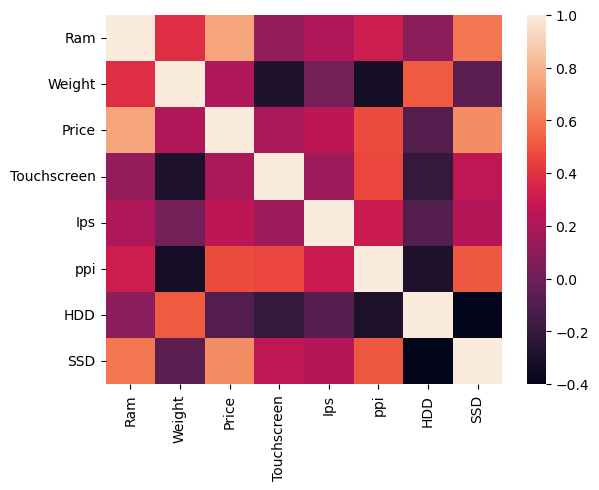 Ram
Weight
Price
Touchscreen
Ips
ppi
HDD
SSD
Ram
Weight
Price
Touchscreen
Ips
ppi
HDD
SSD
1.0
0.8
0.6
0.4
0.2
0.0
−0.2
−0.4